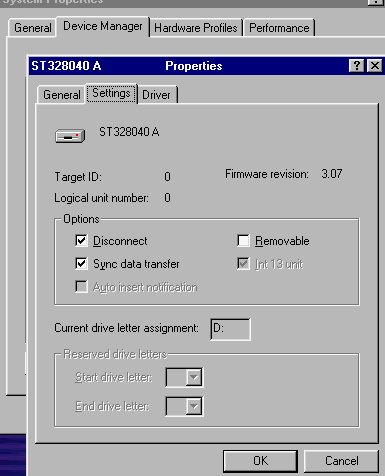 System Properties
General Device Manager Hardware Profiles Performance
ST328040 A Properties
General Settings Driver
ST328040 A
Target ID: 0 Firmware revision: 3.07
Logical unit number: 0
Options
Disconnect Removable
Sync data transfer Int 13 unit
Auto insert notification
Current drive letter assignment: D:
Reserved drive letters
Start drive letter:
End drive letter:
OK Cancel